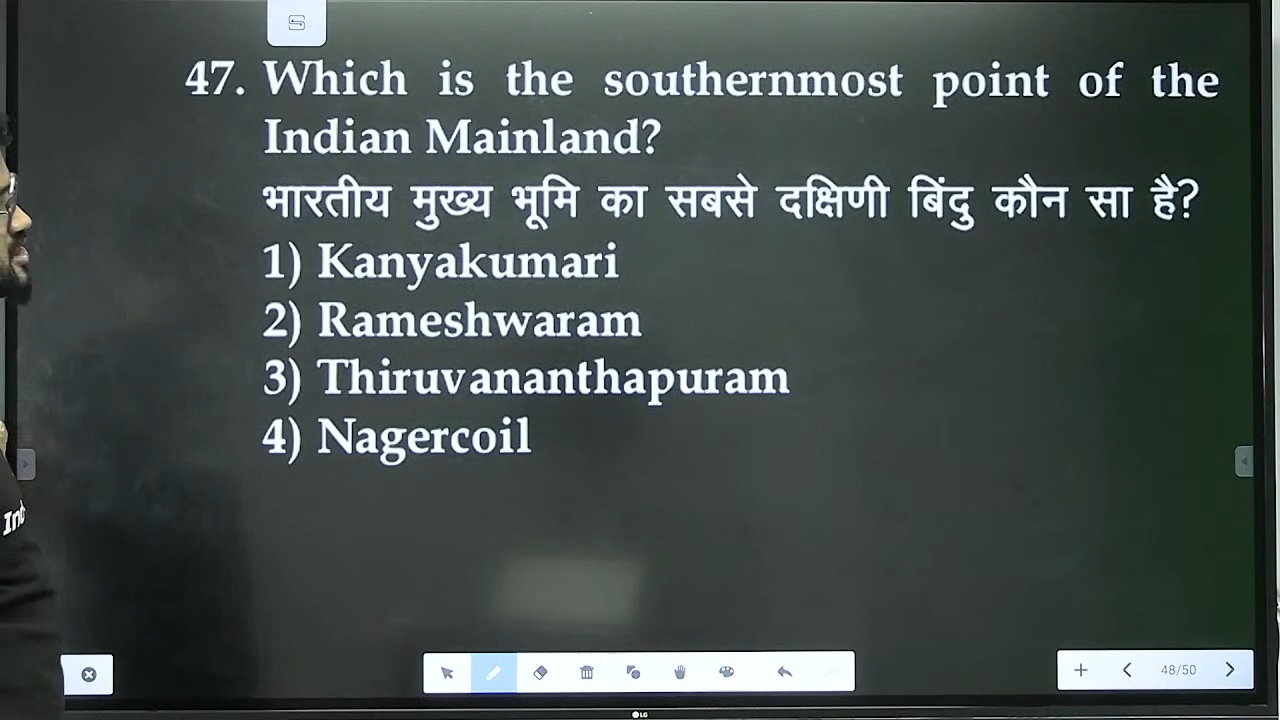 47. Which is the southernmost point of the
Indian Mainland?
भारतीय मुख्य भूमि का सबसे दक्षिणी बिंदु कौन सा है?
1) Kanyakumari
2) Rameshwaram
3) Thiruvananthapuram
4) Nagercoil
48/50
LG